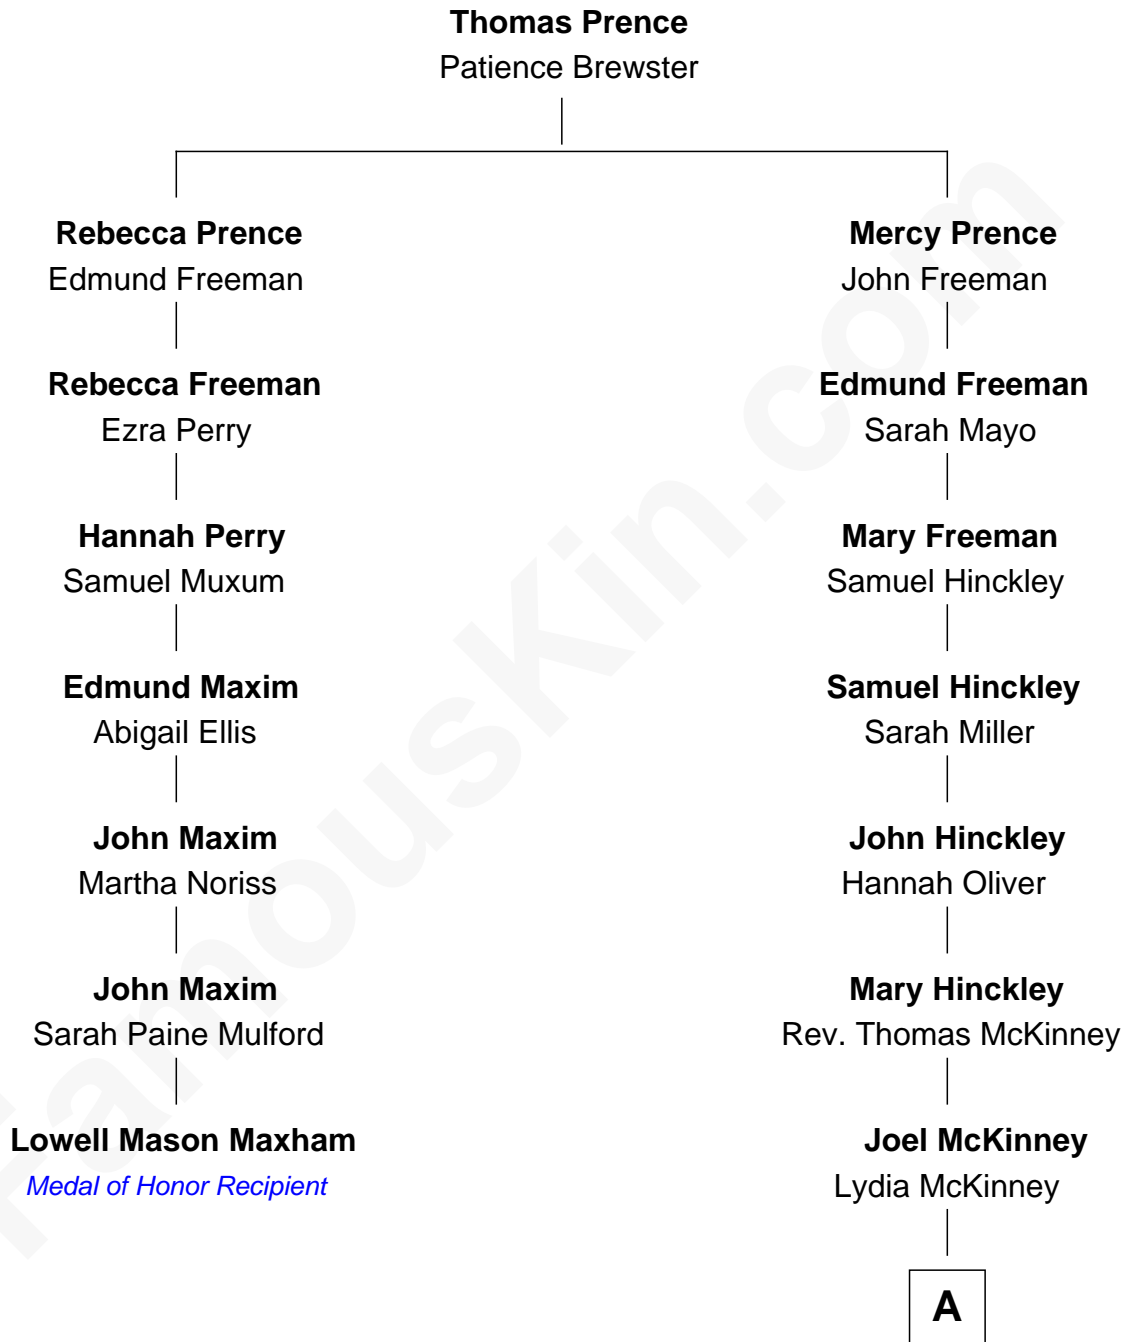 Thomas Prence
Patience Brewster
Rebecca Prence
Edmund Freeman
Rebecca Freeman
Ezra Perry
Hannah Perry
Samuel Muxum
Edmund Maxim
Abigail Ellis
John Maxim
Martha Noriss
John Maxim
Sarah Paine Mulford
Lowell Mason Maxham
Medal of Honor Recipient
Mercy Prence
John Freeman
Edmund Freeman
Sarah Mayo
Mary Freeman
Samuel Hinckley
Samuel Hinckley
Sarah Miller
John Hinckley
Hannah Oliver
Mary Hinckley
Rev. Thomas McKinney
Joel McKinney
Lydia McKinney
A
FamousKin.com